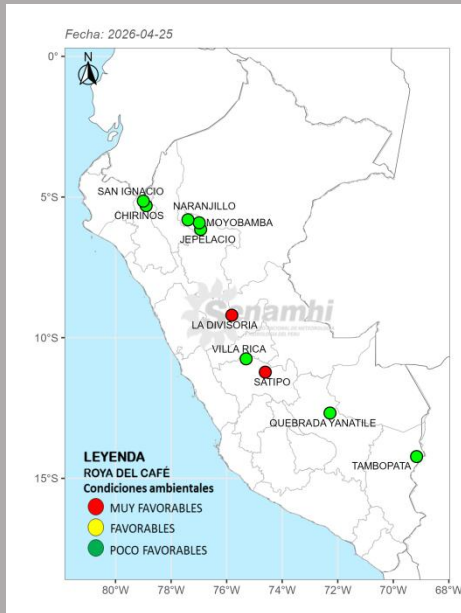 Fecha: 2026-04-25
0°
N
5°S
SAN IGNACIO
NARANJILLO
CHIRINOS
MOYOBAMBA
JEPELACIO
Senamhi
LA DIVISORIA
10°S
VILLA RICA
SATIPO
QUEBRADA YANATILE
TAMBOPATA
15°S
LEYENDA
ROYA DEL CAFÉ
Condiciones ambientales
MUY FAVORABLES
FAVORABLES
POCO FAVORABLES
80°W 78°W 76°W 74°W 72°W 70°W 68°W